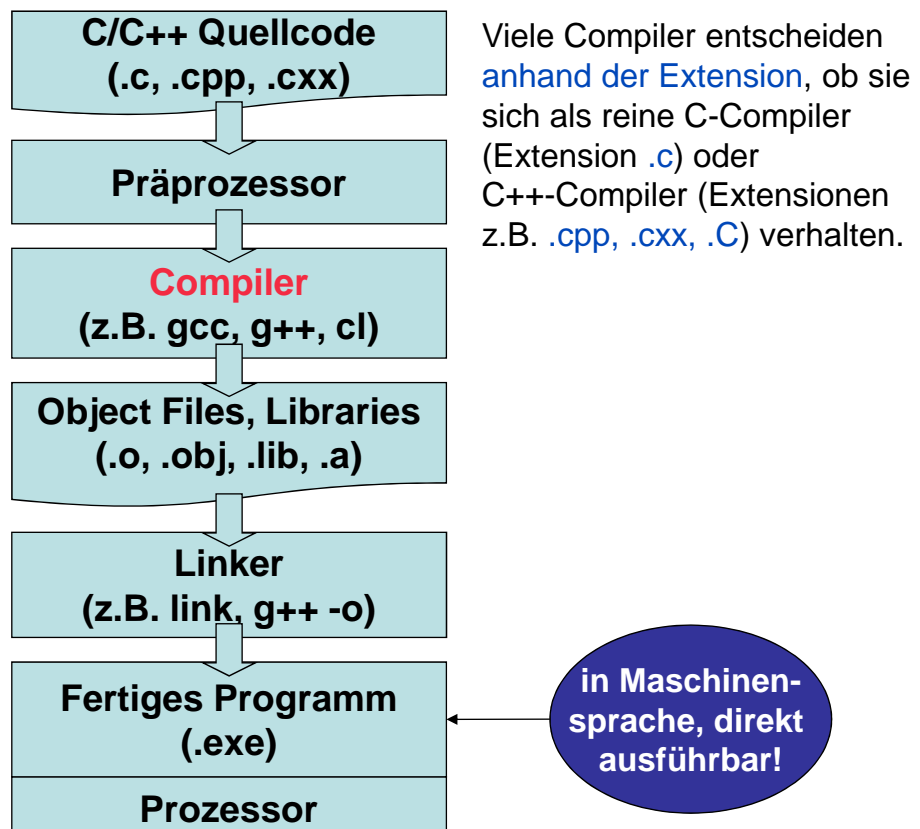 C/C++ Quellcode
(.c, .cpp, .cxx)
Viele Compiler entscheiden
anhand der Extension, ob sie
sich als reine C-Compiler
(Extension .c) oder
C++-Compiler (Extensionen
z.B. .cpp, .cxx, .C) verhalten.
Präprozessor
Compiler
(z.B. gcc, g++, cl)
Object Files, Libraries
(.o, .obj, .lib, .a)
Linker
(z.B. link, g++ -o)
Fertiges Programm
(.exe)
in Maschinen-
sprache, direkt
ausführbar!
Prozessor